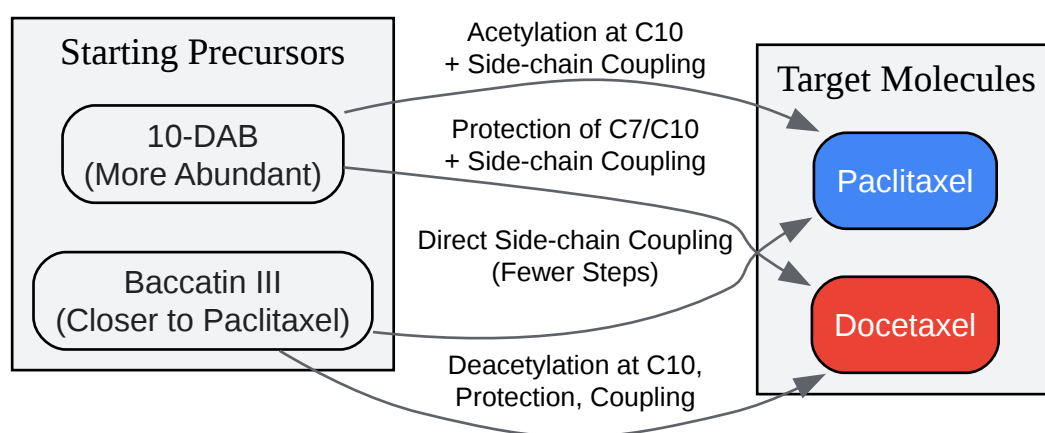 Starting Precursors
10-DAB
(More Abundant)
Baccatin III
(Closer to Paclitaxel)
Acetylation at C10
+ Side-chain Coupling
Protection of C7/C10
+ Side-chain Coupling
Direct Side-chain Coupling
(Fewer Steps)
Deacetylation at C10,
Protection, Coupling
Target Molecules
Paclitaxel
Docetaxel